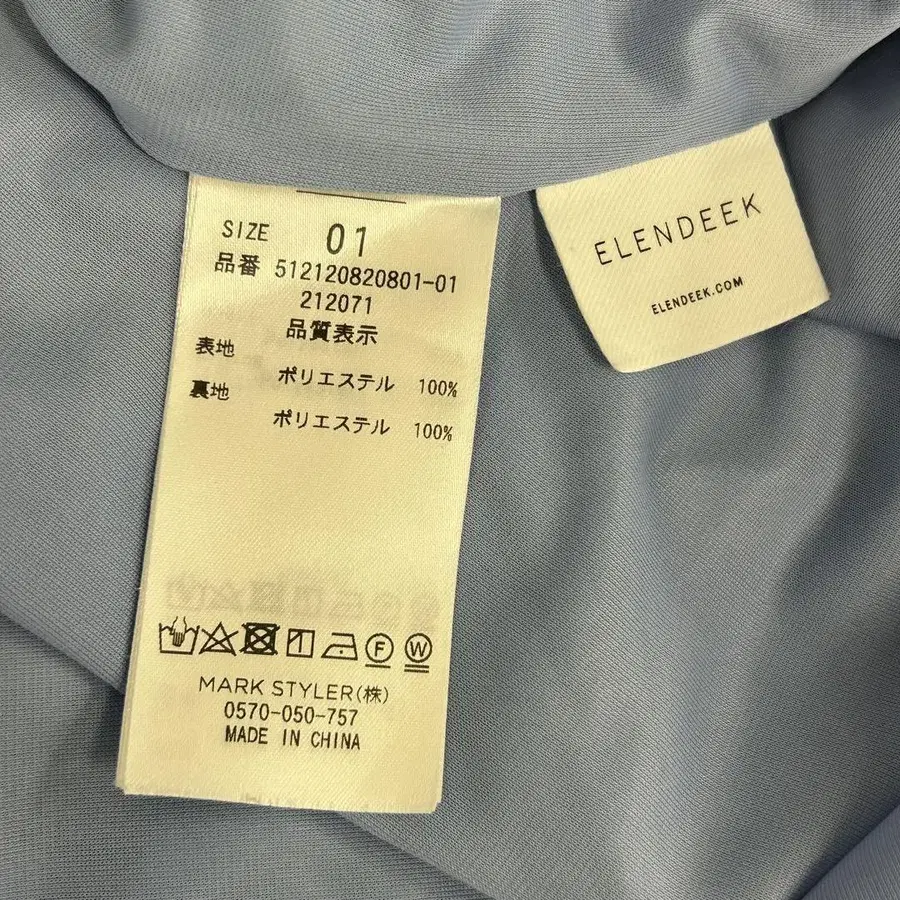 SIZE 01
品番 512120820801-01
212071
品質表示
表地 ポリエステル 100%
裏地 ポリエステル 100%
F W
MARK STYLER(株)
0570-050-757
MADE IN CHINA
ELENDEEK
ELENDEEK.COM